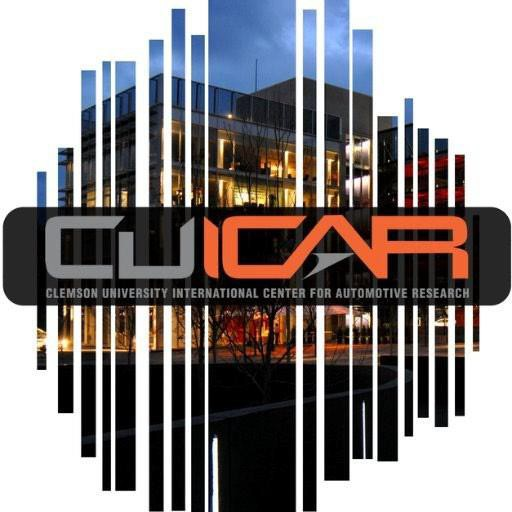 CUICAR
CLEMSON UNIVERSITY INTERNATIONAL CENTER FOR AUTOMOTIVE RESEARCH